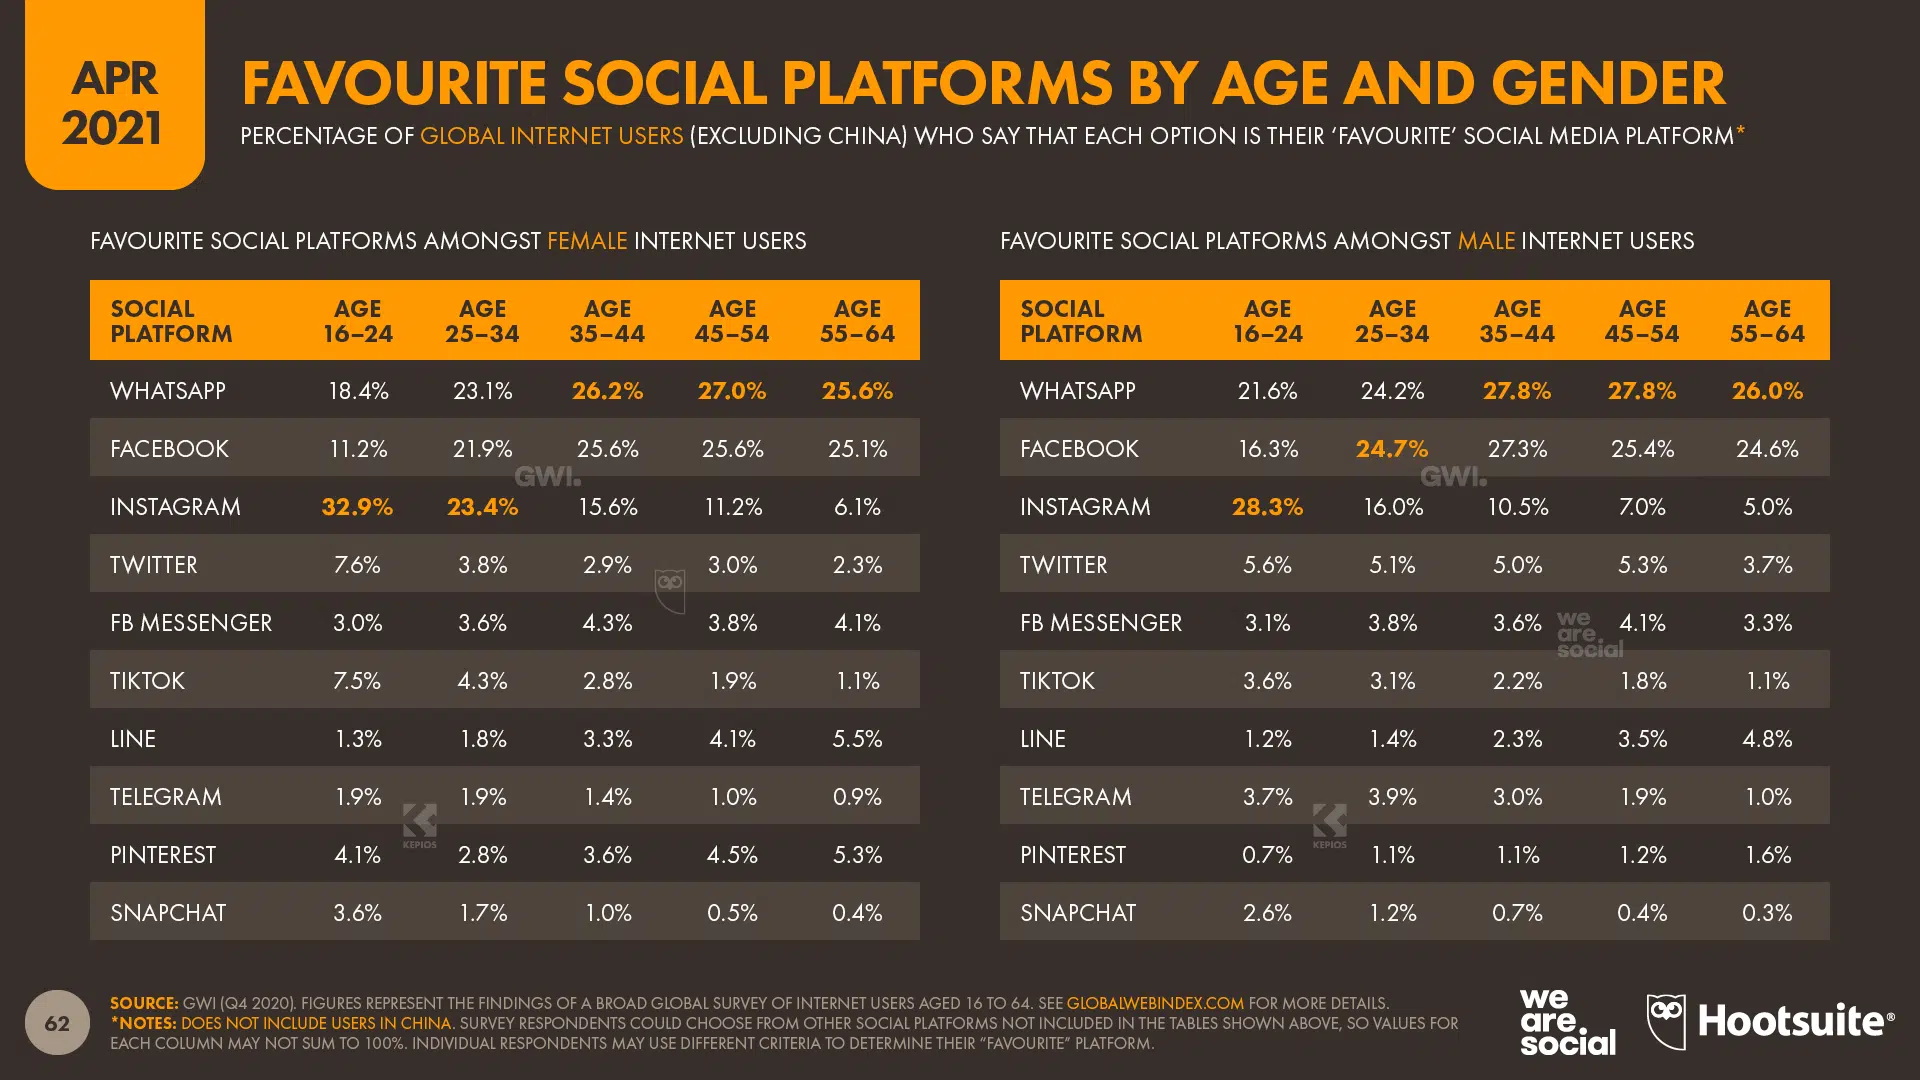 APR
2021
FAVOURITE SOCIAL PLATFORMS BY AGE AND GENDER
PERCENTAGE OF GLOBAL INTERNET USERS (EXCLUDING CHINA) WHO SAY THAT EACH OPTION IS THEIR ‘FAVOURITE’ SOCIAL MEDIA PLATFORM*
FAVOURITE SOCIAL PLATFORMS AMONGST FEMALE INTERNET USERS
SOCIAL PLATFORM AGE 16–24 AGE 25–34 AGE 35–44 AGE 45–54 AGE 55–64
WHATSAPP 18.4% 23.1% 26.2% 27.0% 25.6%
FACEBOOK 11.2% 21.9% 25.6% 25.6% 25.1%
INSTAGRAM 32.9% 23.4% 15.6% 11.2% 6.1%
TWITTER 7.6% 3.8% 2.9% 3.0% 2.3%
FB MESSENGER 3.0% 3.6% 4.3% 3.8% 4.1%
TIKTOK 7.5% 4.3% 2.8% 1.9% 1.1%
LINE 1.3% 1.8% 3.3% 4.1% 5.5%
TELEGRAM 1.9% 1.9% 1.4% 1.0% 0.9%
PINTEREST 4.1% 2.8% 3.6% 4.5% 5.3%
SNAPCHAT 3.6% 1.7% 1.0% 0.5% 0.4%
GWI.
KEPIOS
FAVOURITE SOCIAL PLATFORMS AMONGST MALE INTERNET USERS
SOCIAL PLATFORM AGE 16–24 AGE 25–34 AGE 35–44 AGE 45–54 AGE 55–64
WHATSAPP 21.6% 24.2% 27.8% 27.8% 26.0%
FACEBOOK 16.3% 24.7% 27.3% 25.4% 24.6%
INSTAGRAM 28.3% 16.0% 10.5% 7.0% 5.0%
TWITTER 5.6% 5.1% 5.0% 5.3% 3.7%
FB MESSENGER 3.1% 3.8% 3.6% 4.1% 3.3%
TIKTOK 3.6% 3.1% 2.2% 1.8% 1.1%
LINE 1.2% 1.4% 2.3% 3.5% 4.8%
TELEGRAM 3.7% 3.9% 3.0% 1.9% 1.0%
PINTEREST 0.7% 1.1% 1.1% 1.2% 1.6%
SNAPCHAT 2.6% 1.2% 0.7% 0.4% 0.3%
GWI.
we
are
social
KEPIOS
62
SOURCE: GWI (Q4 2020). FIGURES REPRESENT THE FINDINGS OF A BROAD GLOBAL SURVEY OF INTERNET USERS AGED 16 TO 64. SEE GLOBALWEBINDEX.COM FOR MORE DETAILS.
*NOTES: DOES NOT INCLUDE USERS IN CHINA. SURVEY RESPONDENTS COULD CHOOSE FROM OTHER SOCIAL PLATFORMS NOT INCLUDED IN THE TABLES SHOWN ABOVE, SO VALUES FOR
EACH COLUMN MAY NOT SUM TO 100%. INDIVIDUAL RESPONDENTS MAY USE DIFFERENT CRITERIA TO DETERMINE THEIR “FAVOURITE” PLATFORM.
we
are
social
Hootsuite®